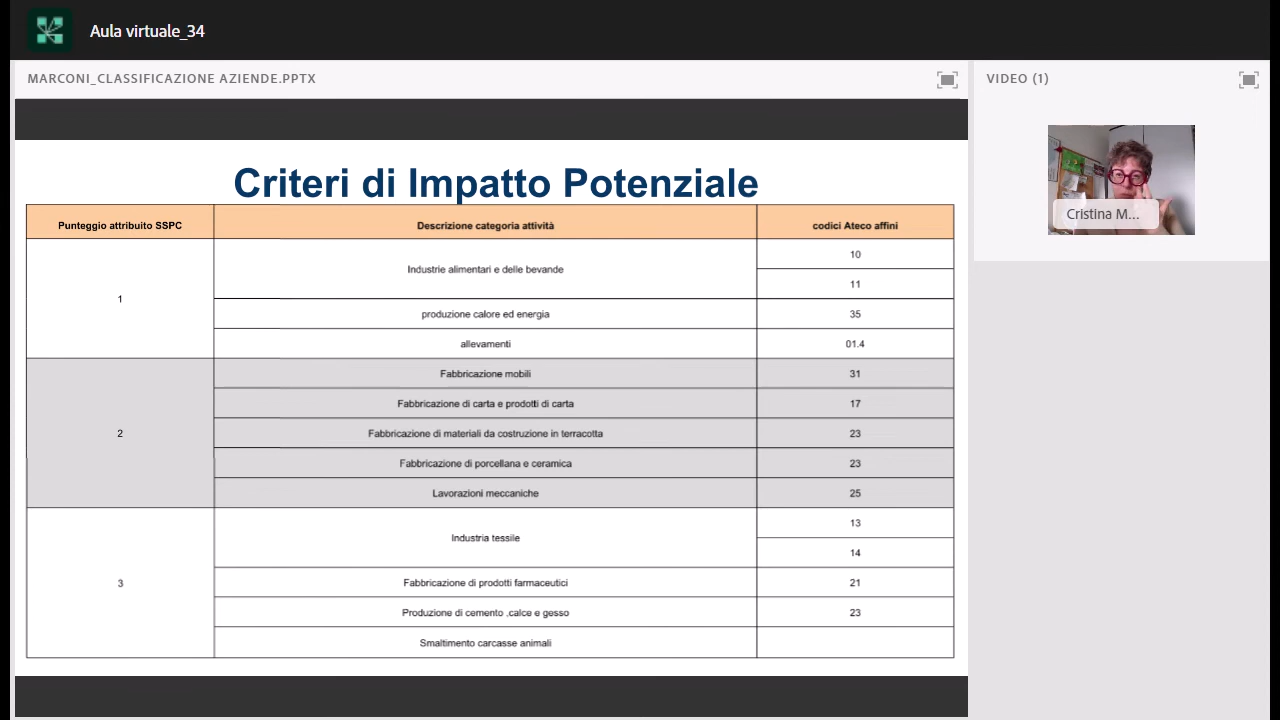 Aula virtuale_34
MARCONI_CLASSIFICAZIONE AZIENDE.PPTX
VIDEO (1)
Cristina M...
Criteri di Impatto Potenziale
Punteggio attribuito SSPC
Descrizione categoria attività
codici Ateco affini
1
Industrie alimentari e delle bevande
10
11
produzione calore ed energia
35
allevamenti
01.4
2
Fabbricazione mobili
31
Fabbricazione di carta e prodotti di carta
17
Fabbricazione di materiali da costruzione in terracotta
23
Fabbricazione di porcellana e ceramica
23
Lavorazioni meccaniche
25
3
Industria tessile
13
14
Fabbricazione di prodotti farmaceutici
21
Produzione di cemento ,calce e gesso
23
Smaltimento carcasse animali